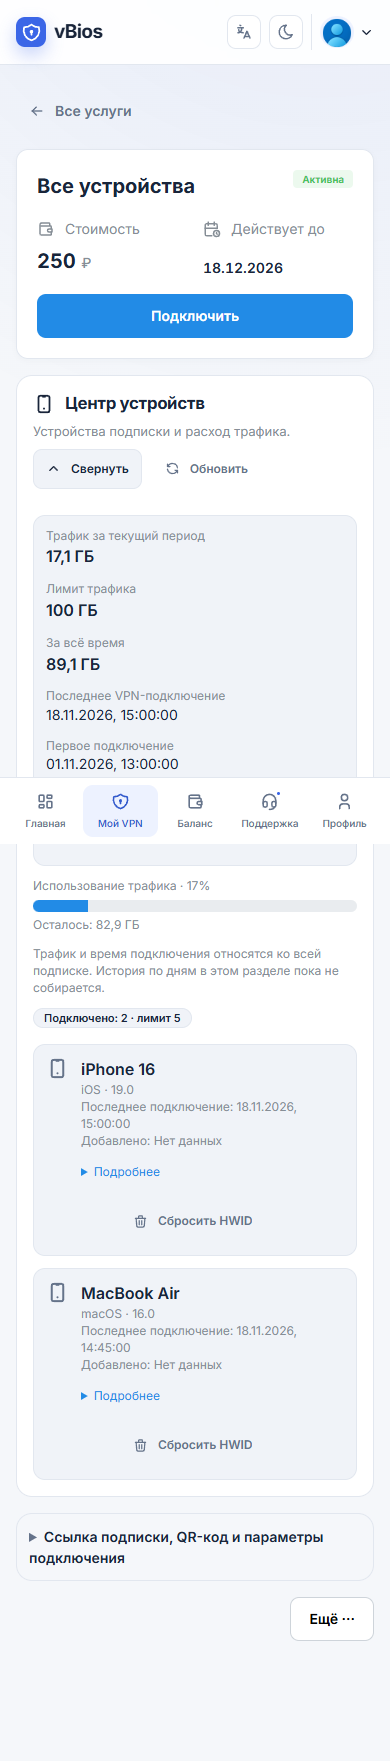 vBios
Все услуги
Все устройства
Активна
Стоимость
Действует до
250 ₽
18.12.2026
Подключить
Центр устройств
Устройства подписки и расход трафика.
Свернуть
Обновить
Трафик за текущий период
17,1 ГБ
Лимит трафика
100 ГБ
За всё время
89,1 ГБ
Последнее VPN-подключение
18.11.2026, 15:00:00
Первое подключение
01.11.2026, 13:00:00
Главная
Мой VPN
Баланс
Поддержка
Профиль
Использование трафика · 17%
Осталось: 82,9 ГБ
Трафик и время подключения относятся ко всей
подписке. История по дням в этом разделе пока не
собирается.
Подключено: 2 · лимит 5
iPhone 16
iOS · 19.0
Последнее подключение: 18.11.2026,
15:00:00
Добавлено: Нет данных
Подробнее
Сбросить HWID
MacBook Air
macOS · 16.0
Последнее подключение: 18.11.2026,
14:45:00
Добавлено: Нет данных
Подробнее
Сбросить HWID
Ссылка подписки, QR-код и параметры
подключения
Ещё ···